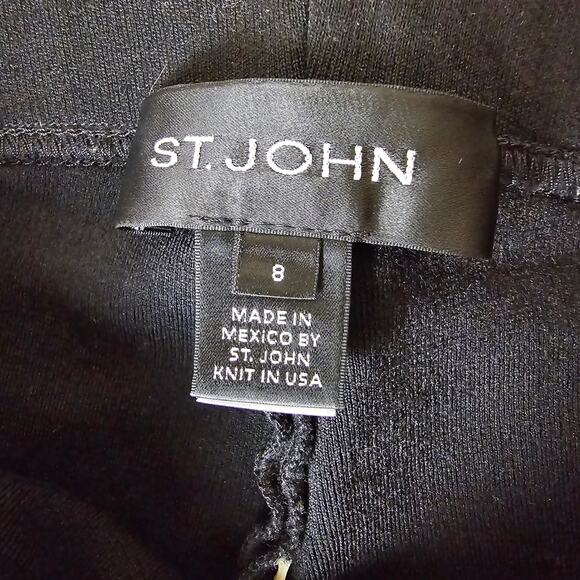 ST. JOHN
8
MADE IN
MEXICO BY
ST. JOHN
KNIT IN USA